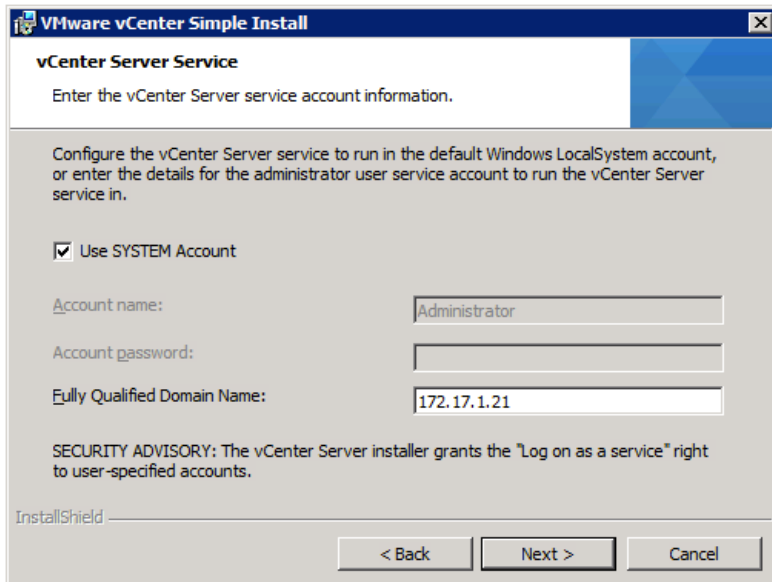 VMware vCenter Simple Install
vCenter Server Service
Enter the vCenter Server service account information.
Configure the vCenter Server service to run in the default Windows LocalSystem account,
or enter the details for the administrator user service account to run the vCenter Server
service in.
Use SYSTEM Account
Account name: Administrator
Account password:
Fully Qualified Domain Name: 172.17.1.21
SECURITY ADVISORY: The vCenter Server installer grants the "Log on as a service" right
to user-specified accounts.
InstallShield
< Back Next > Cancel